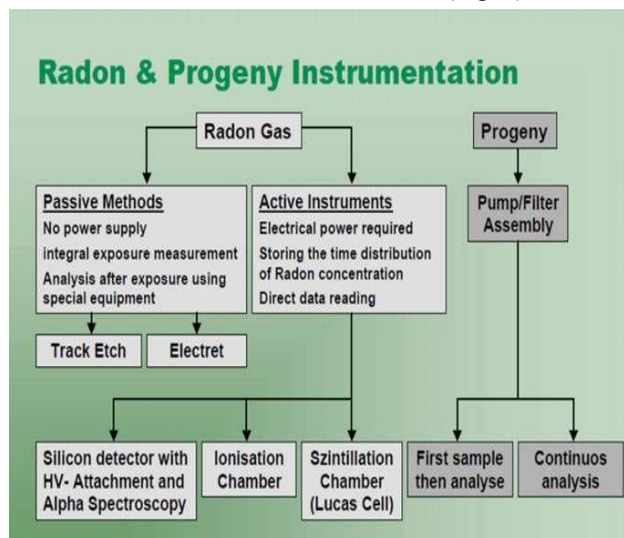 Radon & Progeny Instrumentation
Radon Gas
Progeny
Passive Methods
No power supply
integral exposure measurement
Analysis after exposure using
special equipment
Active Instruments
Electrical power required
Storing the time distribution
of Radon concentration
Direct data reading
Pump/Filter
Assembly
Track Etch
Electret
Silicon detector with
HV- Attachment and
Alpha Spectroscopy
Ionisation
Chamber
Szintillation
Chamber
(Lucas Cell)
First sample
then analyse
Continuos
analysis